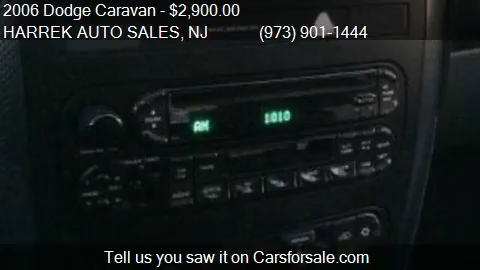 2006 Dodge Caravan - $2,900.00
HARREK AUTO SALES, NJ (973) 901-1444
AM 1010
Tell us you saw it on Carsforsale.com